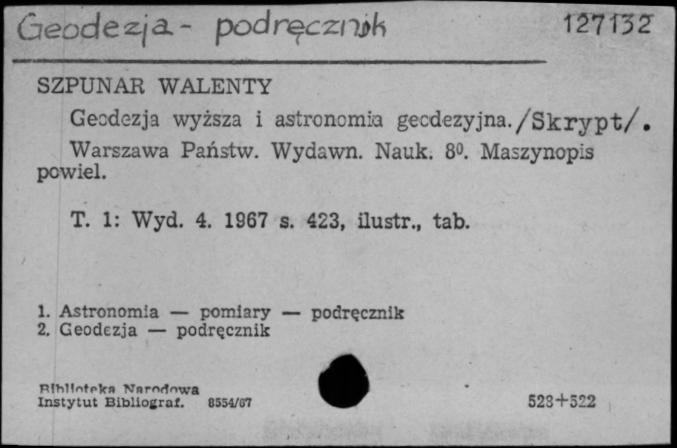 Geodezja - podręcznik 127132
SZPUNAR WALENTY
Geodezja wyższa i astronomia geodezyjna./Skrypt/.
Warszawa Państw. Wydawn. Nauk. 8⁰. Maszynopis
powiel.
T. 1: Wyd. 4. 1967 s. 423, ilustr., tab.
1. Astronomia — pomiary — podręcznik
2. Geodezja — podręcznik
Biblioteka Narodowa
Instytut Bibliograf. 8554/67 523+522